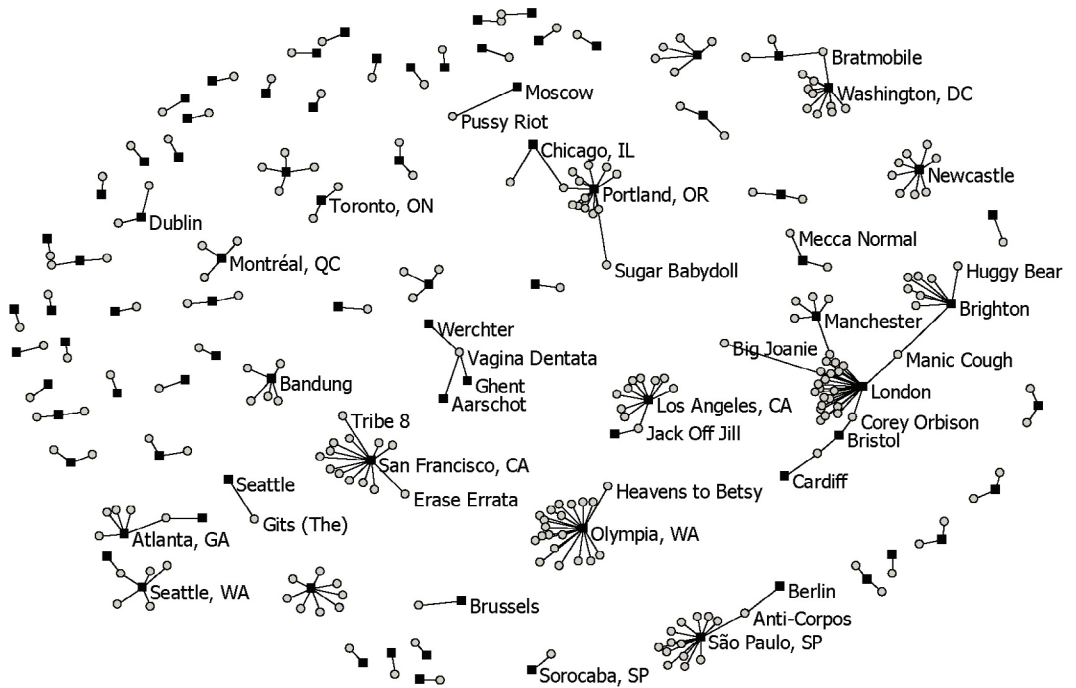 Bratmobile
Moscow
Washington, DC
Pussy Riot
Chicago, IL
Newcastle
Portland, OR
Toronto, ON
Dublin
Mecca Normal
Montréal, QC
Sugar Babydoll
Huggy Bear
Brighton
Manchester
Werchter
Big Joanie
Vagina Dentata
Manic Cough
Bandung
Ghent
London
Aarschot
Los Angeles, CA
Tribe 8
Corey Orbison
Jack Off Jill
Bristol
San Francisco, CA
Cardiff
Seattle
Heavens to Betsy
Erase Errata
Gits (The)
Olympia, WA
Atlanta, GA
Seattle, WA
Berlin
Brussels
Anti-Corpos
São Paulo, SP
Sorocaba, SP